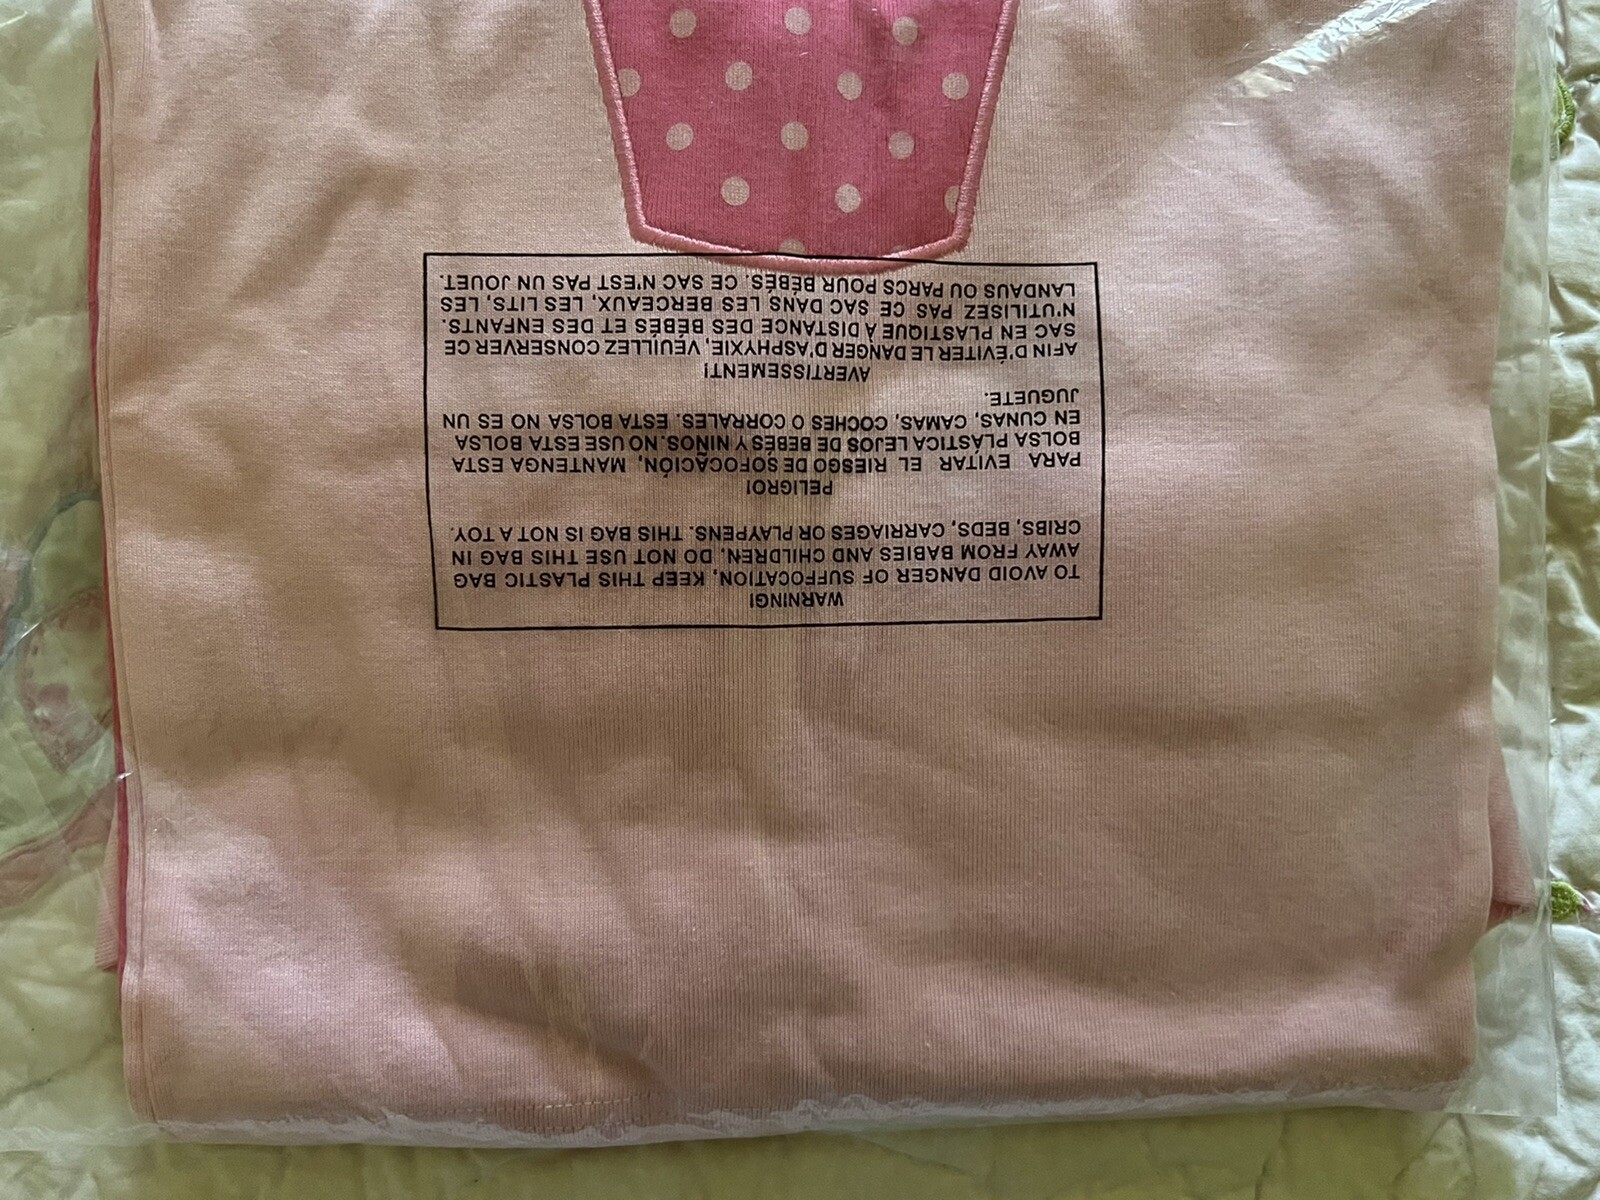 WARNING!
TO AVOID DANGER OF SUFFOCATION, KEEP THIS PLASTIC BAG
AWAY FROM BABIES AND CHILDREN. DO NOT USE THIS BAG IN
CRIBS, BEDS, CARRIAGES OR PLAYPENS. THIS BAG IS NOT A TOY.
PELIGRO!
PARA EVITAR EL RIESGO DE SOFOCACIÓN, MANTENGA ESTA
BOLSA PLÁSTICA LEJOS DE BEBÉS Y NIÑOS. NO USE ESTA BOLSA
EN CUNAS, CAMAS, COCHES O CORRALES. ESTA BOLSA NO ES UN
JUGUETE.
AVERTISSEMENT!
AFIN D'ÉVITER LE DANGER D'ASPHYXIE, VEUILLEZ CONSERVER CE
SAC EN PLASTIQUE À DISTANCE DES BÉBÉS ET DES ENFANTS.
N'UTILISEZ PAS CE SAC DANS LES BERCEAUX, LES LITS, LES
LANDAUS OU PARCS POUR BÉBÉS. CE SAC N'EST PAS UN JOUET.